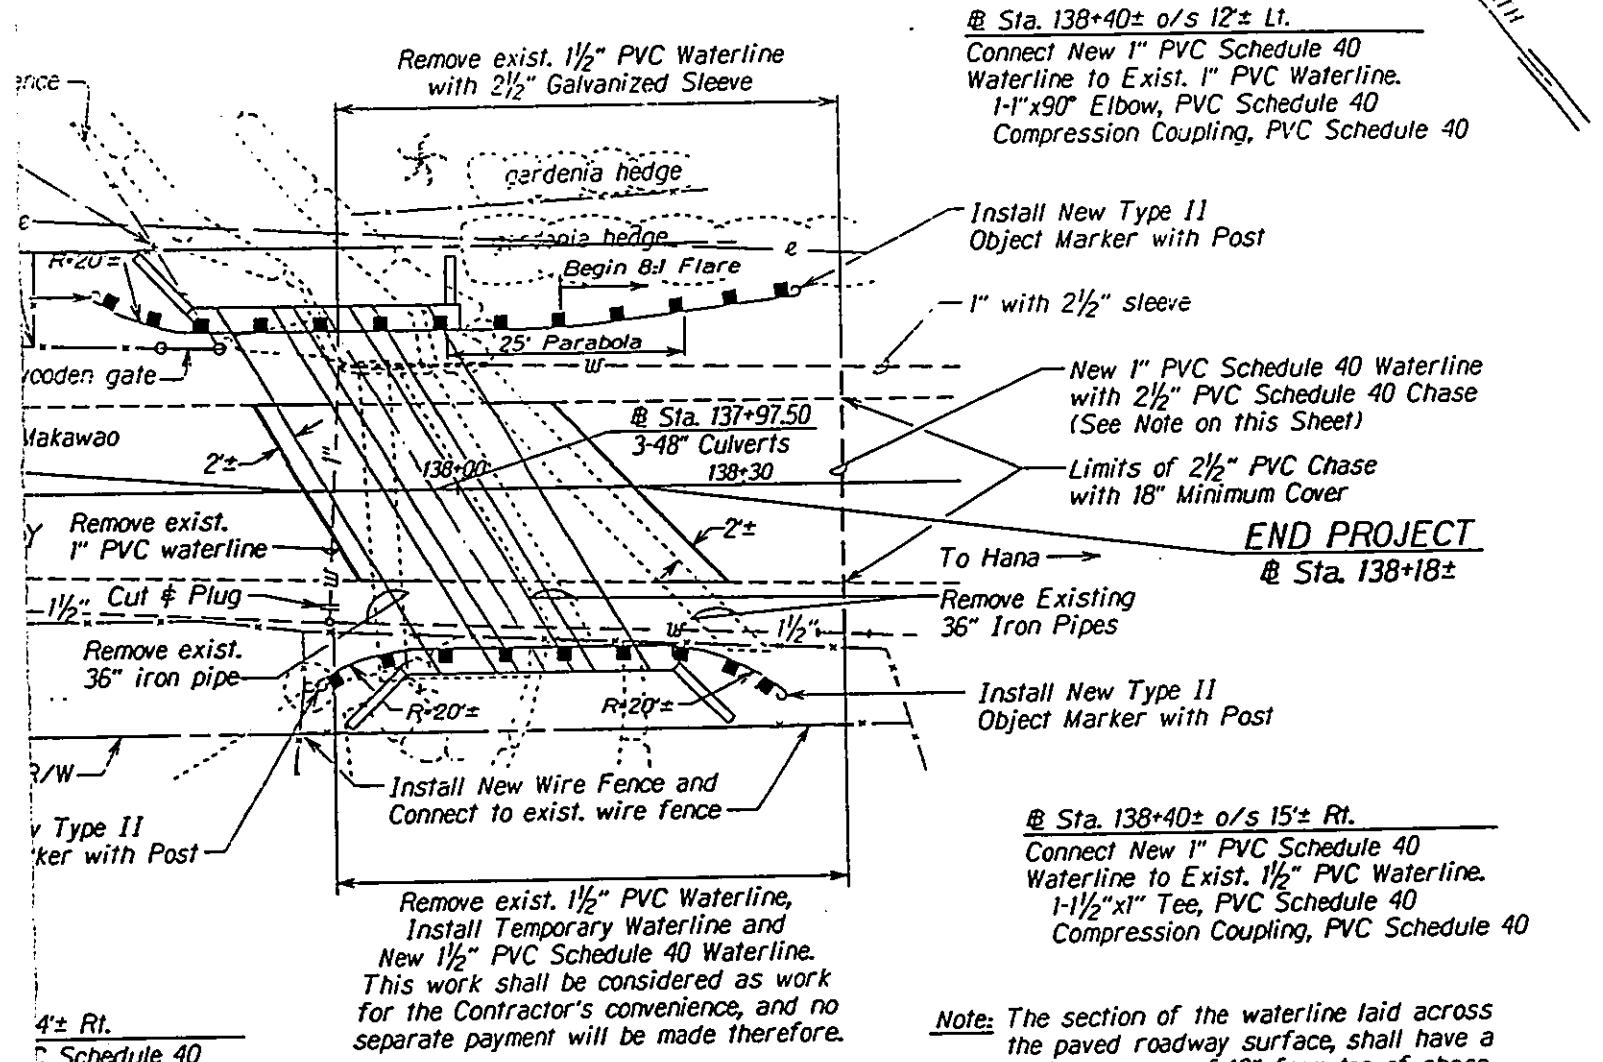 ℄ Sta. 138+40± o/s 12'± Lt.
Connect New 1" PVC Schedule 40
Waterline to Exist. 1" PVC Waterline.
1-1"x90° Elbow, PVC Schedule 40
Compression Coupling, PVC Schedule 40
Remove exist. 1½" PVC Waterline
with 2½" Galvanized Sleeve
gardenia hedge
gardenia hedge
e
e
R=20'±
Begin 8:1 Flare
Install New Type II
Object Marker with Post
1" with 2½" sleeve
25' Parabola
w
wooden gate
New 1" PVC Schedule 40 Waterline
with 2½" PVC Schedule 40 Chase
(See Note on this Sheet)
Makawao
℄ Sta. 137+97.50
3-48" Culverts
2'±
1"
138+00
138+30
Limits of 2½" PVC Chase
with 18" Minimum Cover
Remove exist.
1" PVC waterline
2'±
END PROJECT
℄ Sta. 138+18±
To Hana
w
1½"
Cut & Plug
Remove Existing
36" Iron Pipes
w
1½"
Remove exist.
36" iron pipe
R=20'±
R=20'±
Install New Type II
Object Marker with Post
R/W
Install New Wire Fence and
Connect to exist. wire fence
Type II
ker with Post
℄ Sta. 138+40± o/s 15'± Rt.
Connect New 1" PVC Schedule 40
Waterline to Exist. 1½" PVC Waterline.
1-1½"x1" Tee, PVC Schedule 40
Compression Coupling, PVC Schedule 40
Remove exist. 1½" PVC Waterline,
Install Temporary Waterline and
New 1½" PVC Schedule 40 Waterline.
This work shall be considered as work
for the Contractor's convenience, and no
separate payment will be made therefore.
4'± Rt.
Schedule 40
Note: The section of the waterline laid across
the paved roadway surface, shall have a